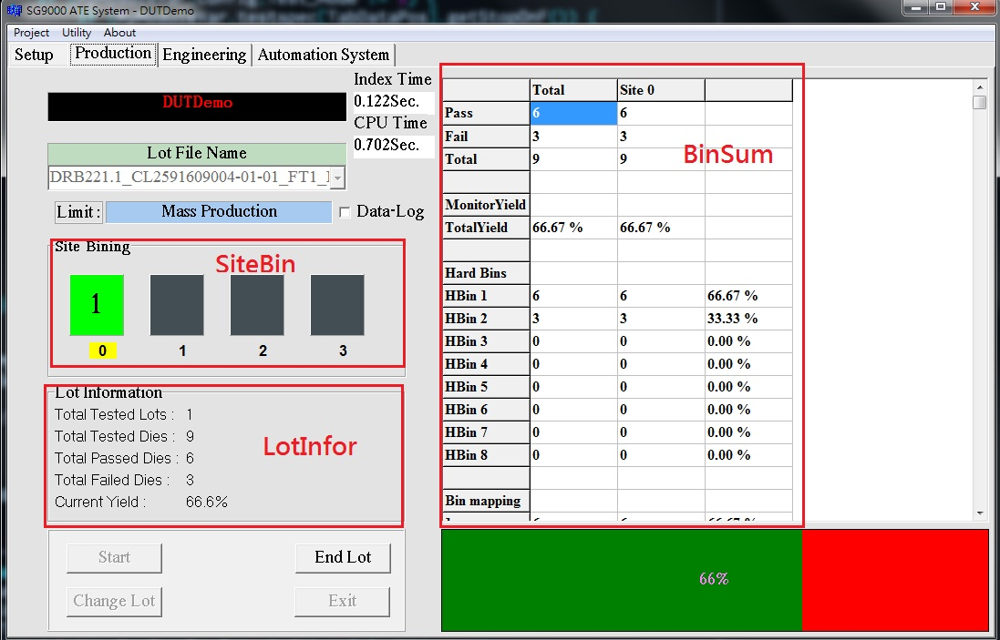 SG9000 ATE System - DUTDemo
Project Utility About
Setup Production Engineering Automation System
DUTDemo
Index Time
0.122Sec.
CPU Time
0.702Sec.
Lot File Name
DRB221.1_CL2591609004-01-01_FT1_
Limit : Mass Production Data-Log
Site Bining
SiteBin
1
0 1 2 3
Lot Information
Total Tested Lots : 1
Total Tested Dies : 9
Total Passed Dies : 6
Total Failed Dies : 3
Current Yield : 66.6%
LotInfor
Start End Lot
Change Lot Exit
Total Site 0
Pass 6 6
Fail 3 3
Total 9 9
BinSum
MonitorYield
TotalYield 66.67 % 66.67 %
Hard Bins
HBin 1 6 6 66.67 %
HBin 2 3 3 33.33 %
HBin 3 0 0 0.00 %
HBin 4 0 0 0.00 %
HBin 5 0 0 0.00 %
HBin 6 0 0 0.00 %
HBin 7 0 0 0.00 %
HBin 8 0 0 0.00 %
Bin mapping
66%